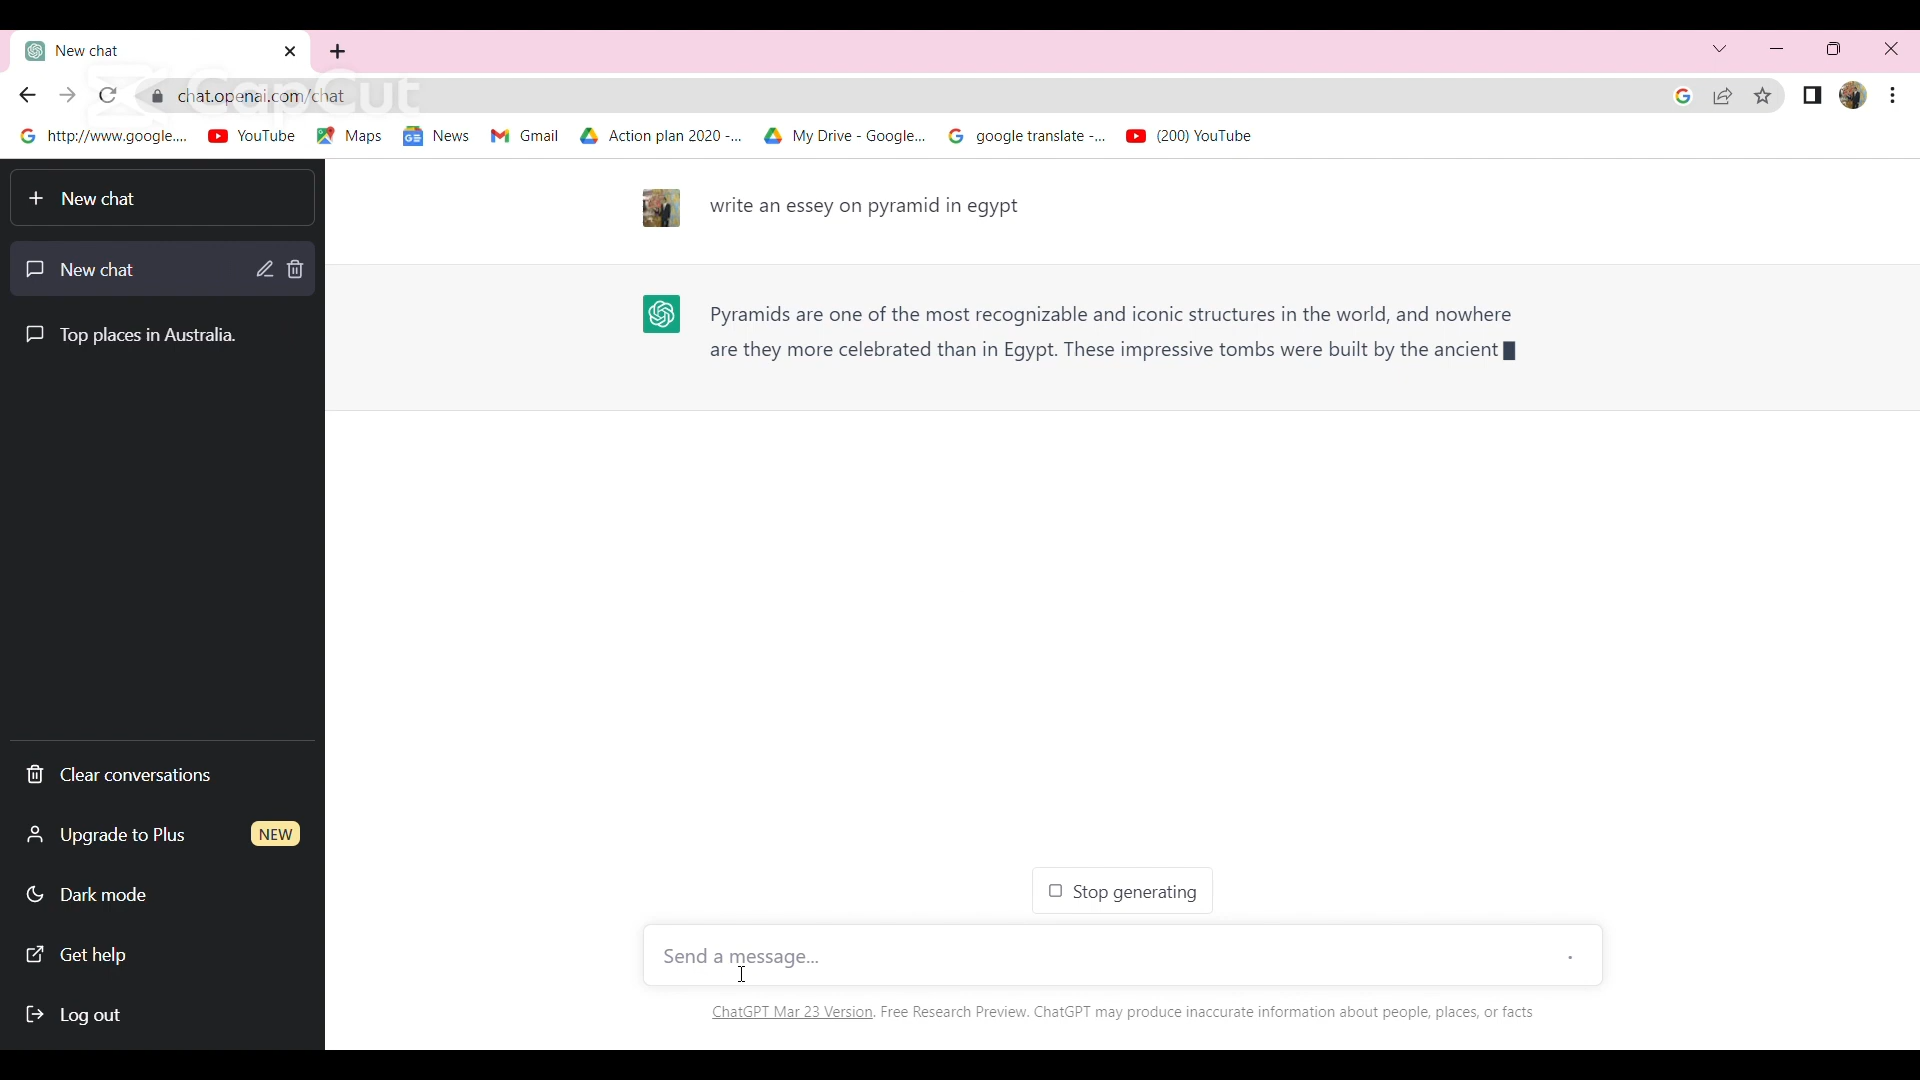 New chat
CapCut
chat.openai.com/chat
http://www.google.... YouTube Maps News Gmail Action plan 2020 -... My Drive - Google... google translate -... (200) YouTube
New chat
New chat
Top places in Australia.
write an essey on pyramid in egypt
Pyramids are one of the most recognizable and iconic structures in the world, and nowhere
are they more celebrated than in Egypt. These impressive tombs were built by the ancient
Clear conversations
Upgrade to Plus NEW
Dark mode
Get help
Log out
Stop generating
Send a message...
ChatGPT Mar 23 Version. Free Research Preview. ChatGPT may produce inaccurate information about people, places, or facts